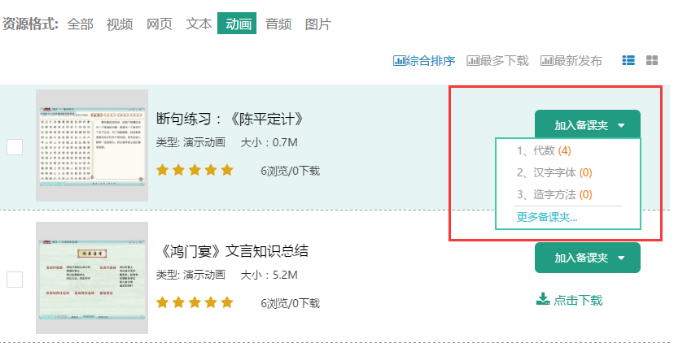 资源格式: 全部 视频 网页 文本 动画 音频 图片
综合排序 最多下载 最新发布
断句练习：《陈平定计》
类型: 演示动画 大小：0.7M
6浏览/0下载
加入备课夹
1、代数 (4)
2、汉字字体 (0)
3、造字方法 (0)
更多备课夹...
《鸿门宴》文言知识总结
类型: 演示动画 大小：5.2M
6浏览/0下载
加入备课夹
点击下载